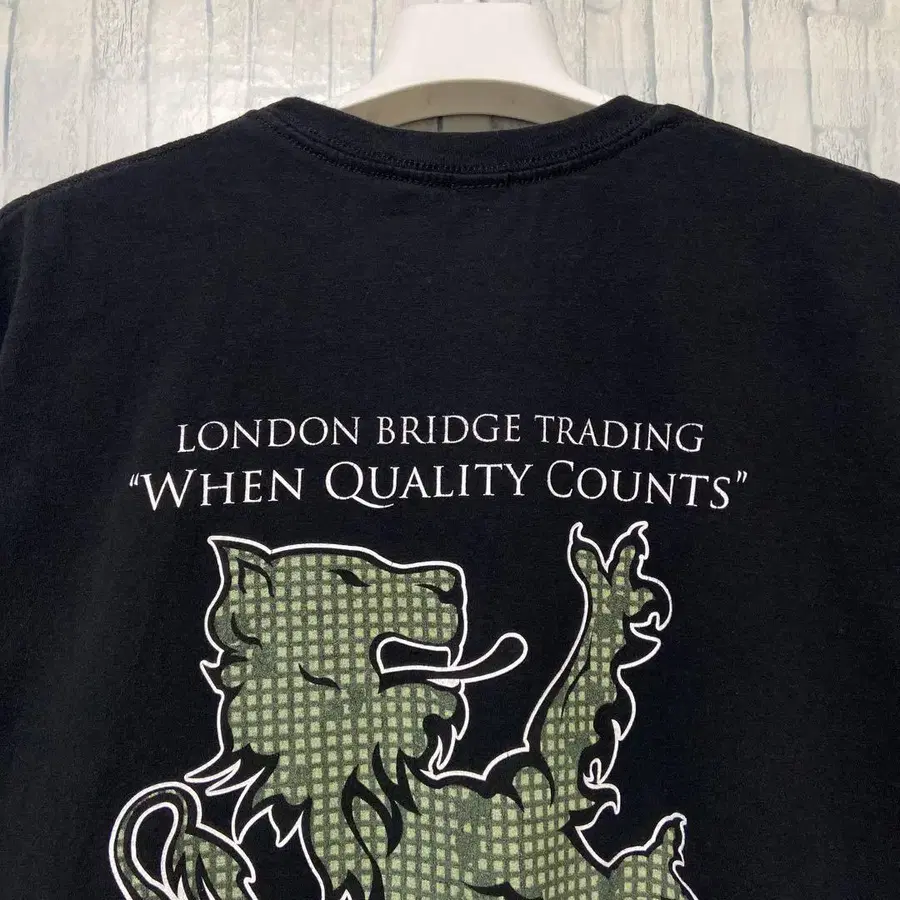 LONDON BRIDGE TRADING
“WHEN QUALITY COUNTS”